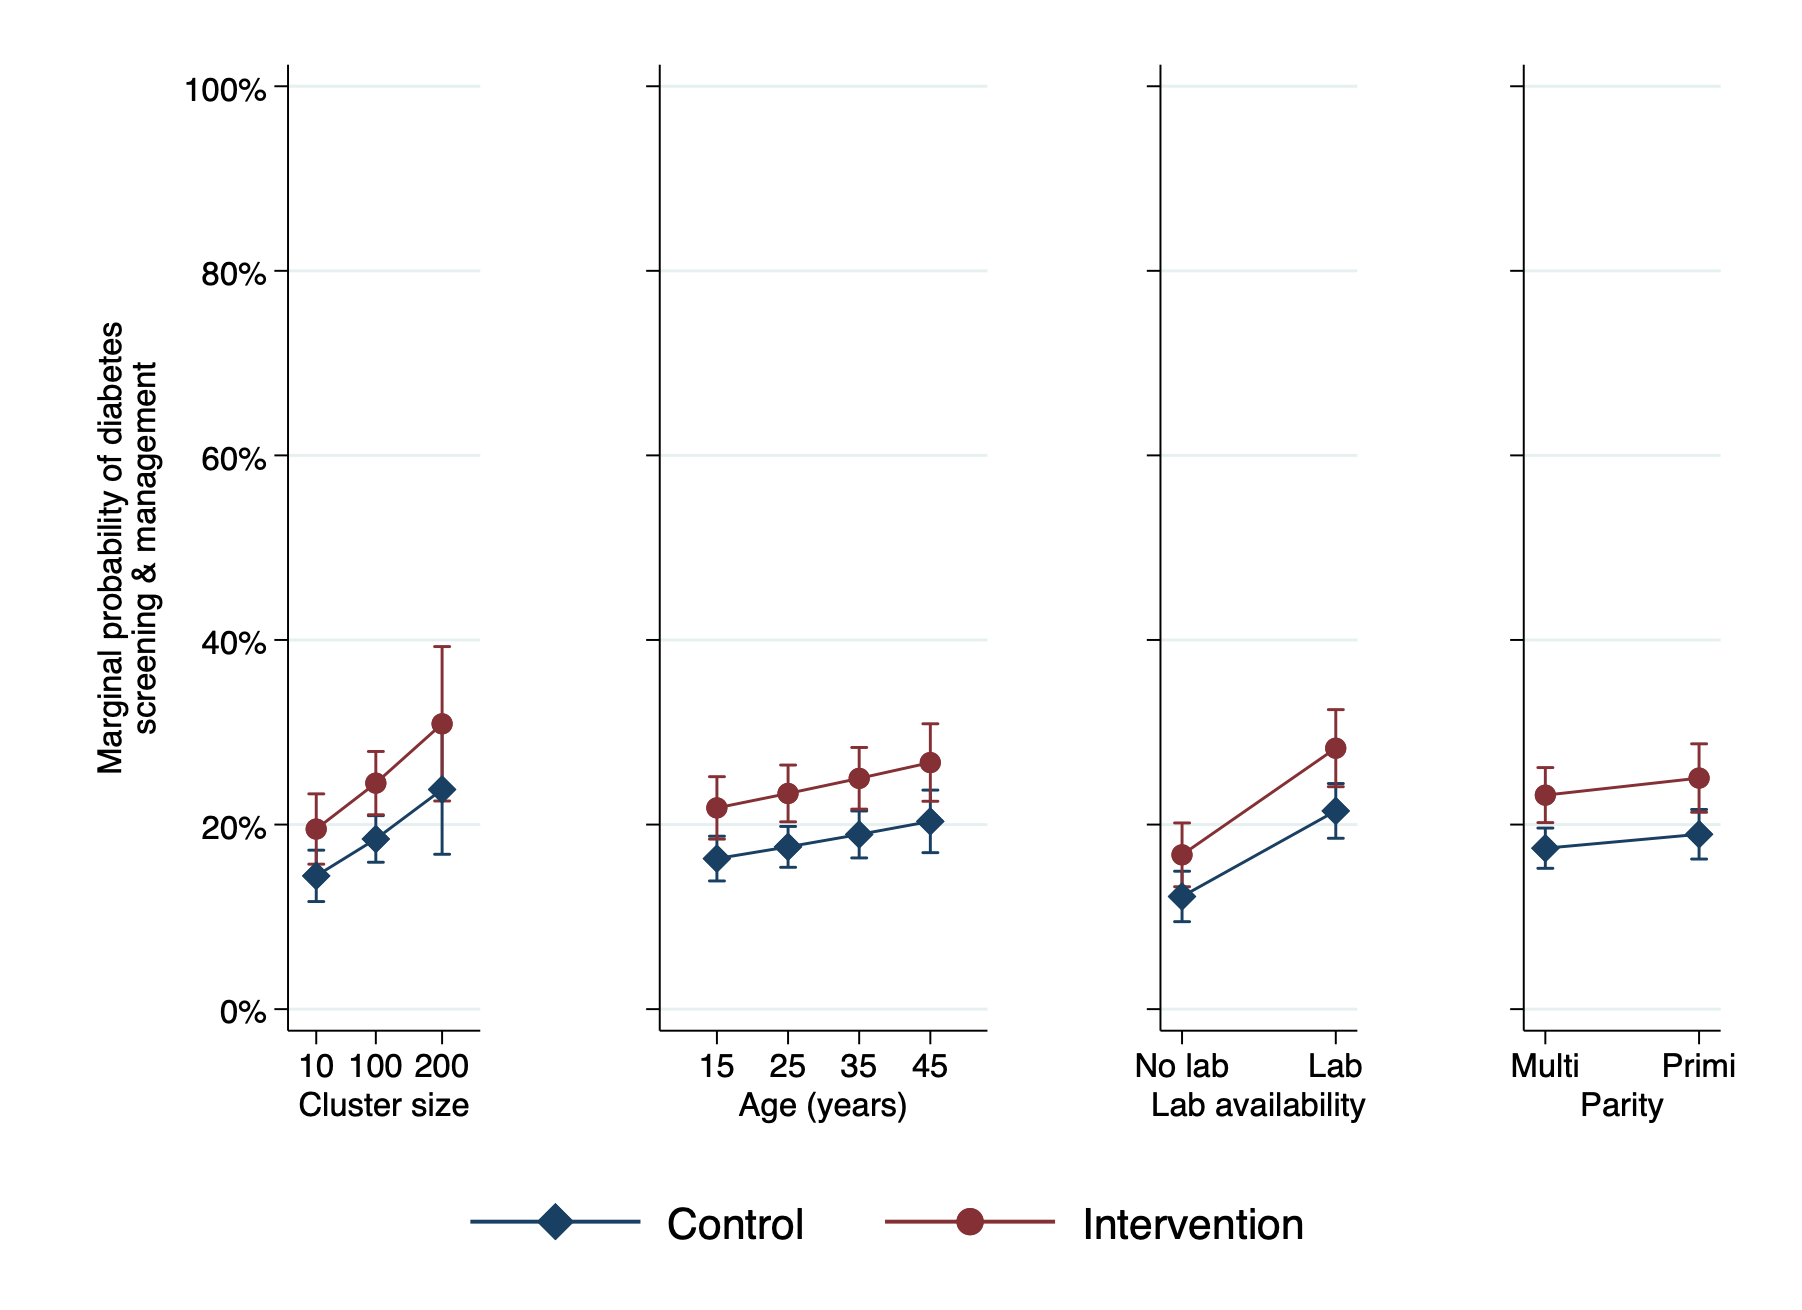 Marginal probability of diabetes
screening & management
100%
80%
60%
40%
20%
0%
10 100 200
Cluster size
15 25 35 45
Age (years)
No lab Lab
Lab availability
Multi Primi
Parity
Control Intervention